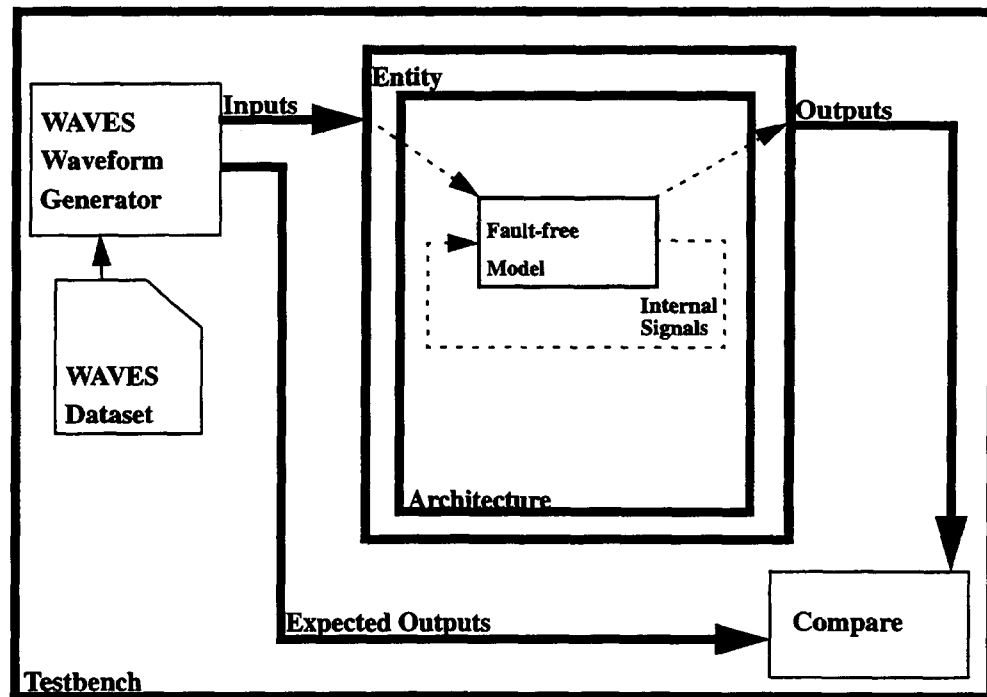 Entity
Inputs
Outputs
WAVES
Waveform
Generator
Fault-free
Model
Internal
Signals
WAVES
Dataset
Architecture
Expected Outputs
Compare
Testbench